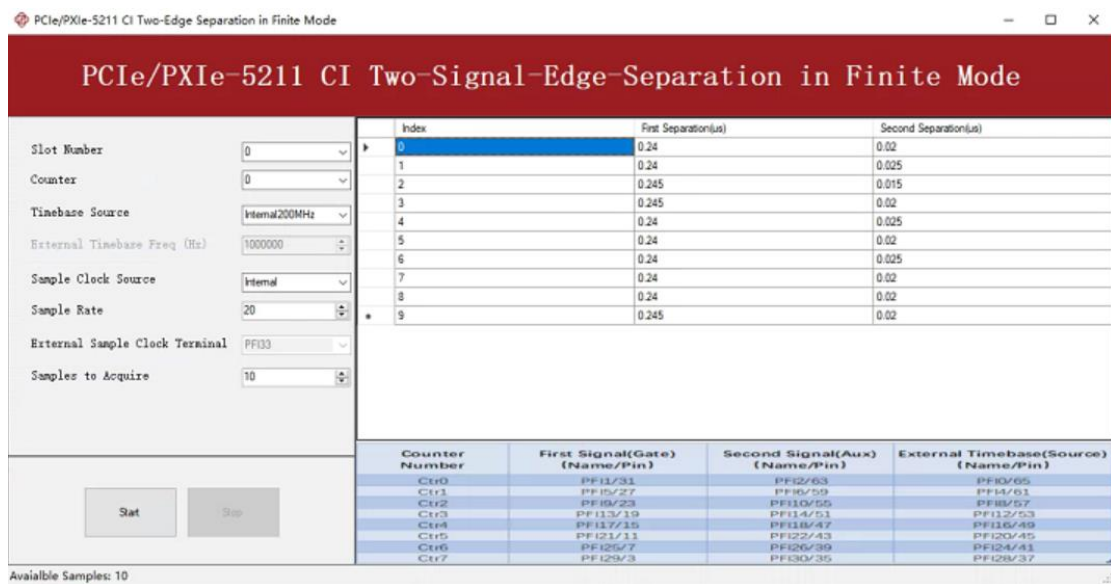 PCIe/PXIe-5211 CI Two-Edge Separation in Finite Mode
PCIe/PXIe-5211 CI Two-Signal-Edge-Separation in Finite Mode
Slot Number 0
Counter 0
Timebase Source Internal200MHz
External Timebase Freq (Hz) 1000000
Sample Clock Source Internal
Sample Rate 20
External Sample Clock Terminal PFI33
Samples to Acquire 10
Start Stop
Index First Separation(us) Second Separation(us)
0 0.24 0.02
1 0.24 0.025
2 0.245 0.015
3 0.245 0.02
4 0.24 0.025
5 0.24 0.02
6 0.24 0.025
7 0.24 0.02
8 0.24 0.02
9 0.245 0.02
Counter First Signal(Gate) Second Signal(Aux) External Timebase(Source)
Number (Name/Pin) (Name/Pin) (Name/Pin)
Ctr0 PFI1/31 PFI2/63 PFI0/65
Ctr1 PFI5/27 PFI6/59 PFI4/61
Ctr2 PFI9/23 PFI10/55 PFI8/57
Ctr3 PFI13/19 PFI14/51 PFI12/53
Ctr4 PFI17/15 PFI18/47 PFI16/49
Ctr5 PFI21/11 PFI22/43 PFI20/45
Ctr6 PFI25/7 PFI26/39 PFI24/41
Ctr7 PFI29/3 PFI30/35 PFI28/37
Avaialble Samples: 10